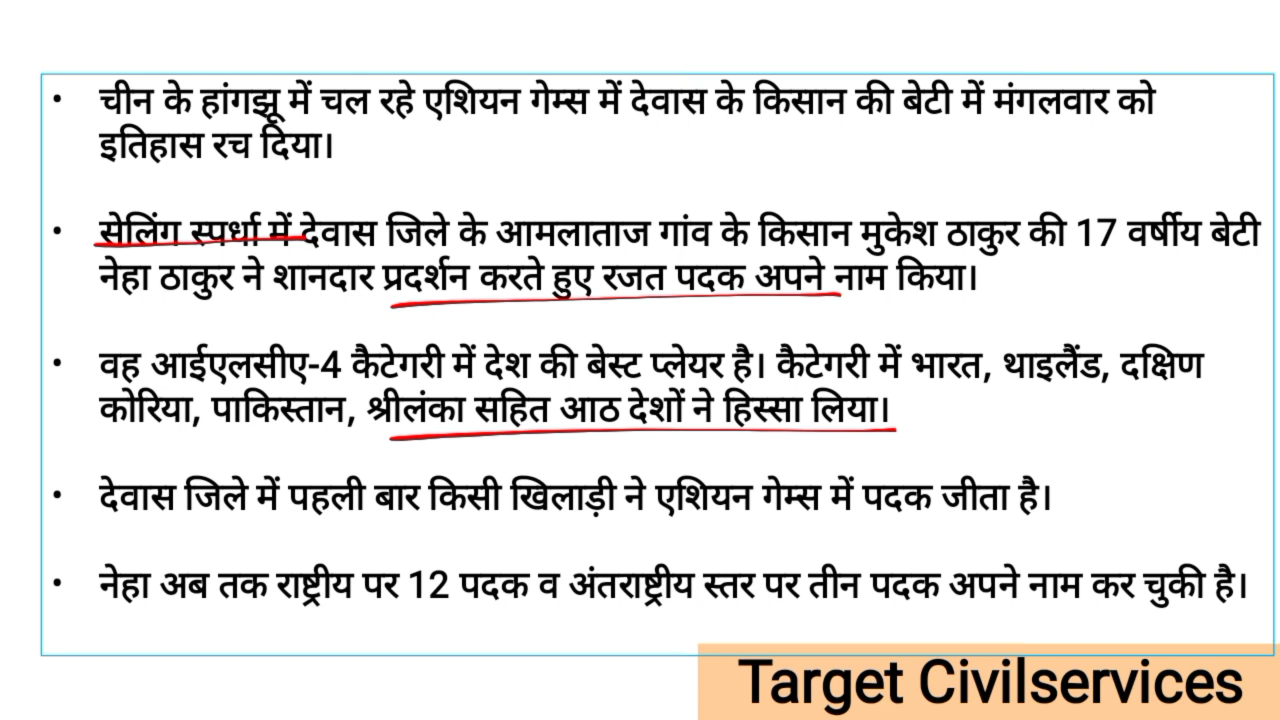 • चीन के हांगझू में चल रहे एशियन गेम्स में देवास के किसान की बेटी में मंगलवार को
इतिहास रच दिया।
• सेलिंग स्पर्धा में देवास जिले के आमलाताज गांव के किसान मुकेश ठाकुर की 17 वर्षीय बेटी
नेहा ठाकुर ने शानदार प्रदर्शन करते हुए रजत पदक अपने नाम किया।
• वह आईएलसीए-4 कैटेगरी में देश की बेस्ट प्लेयर है। कैटेगरी में भारत, थाइलैंड, दक्षिण
कोरिया, पाकिस्तान, श्रीलंका सहित आठ देशों ने हिस्सा लिया।
• देवास जिले में पहली बार किसी खिलाड़ी ने एशियन गेम्स में पदक जीता है।
• नेहा अब तक राष्ट्रीय पर 12 पदक व अंतराष्ट्रीय स्तर पर तीन पदक अपने नाम कर चुकी है।
Target Civilservices